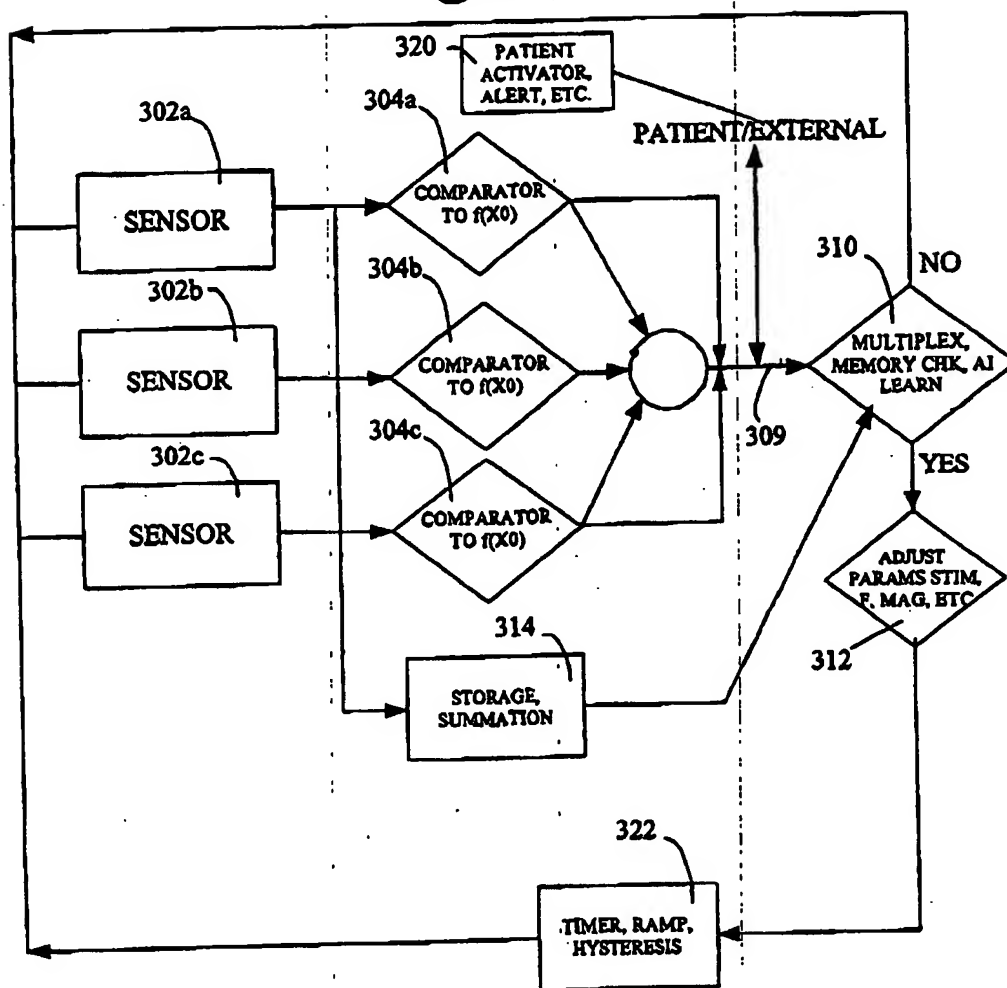 320
PATIENT
ACTIVATOR,
ALERT, ETC.
304a
302a
PATIENT/EXTERNAL
SENSOR
COMPARATOR
TO f(X0)
310
NO
304b
302b
SENSOR
COMPARATOR
TO f(X0)
MULTIPLEX,
MEMORY CHK, AI
LEARN
309
302c
304c
YES
SENSOR
COMPARATOR
TO f(X0)
ADJUST
PARAMS STIM,
F, MAG, ETC
312
314
STORAGE,
SUMMATION
322
TIMER, RAMP,
HYSTERESIS